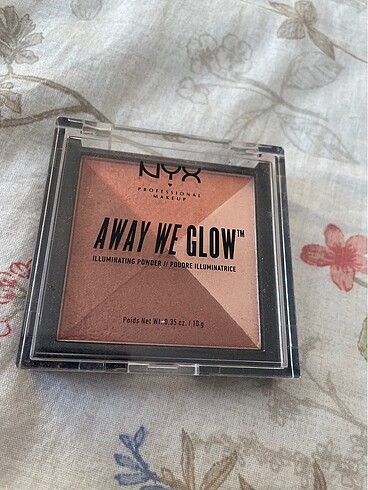 NYX
PROFESSIONAL
MAKEUP
AWAY WE GLOW™
ILLUMINATING POWDER // POUDRE ILLUMINATRICE
Poids Net Wt. 0.35 oz. / 10 g